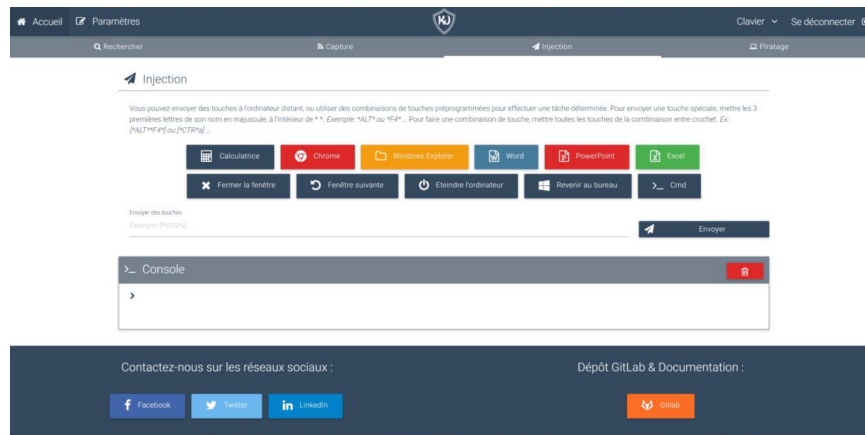 Accueil Paramètres KJ Clavier Se déconnecter
Rechercher Capture Injection Piratage
Injection
Vous pouvez envoyer des touches à l'ordinateur distant, ou utiliser des combinaisons de touches préprogrammées pour effectuer une tâche déterminée. Pour envoyer une touche spéciale, mettre les 3
premières lettres de son nom en majuscule, à l'intérieur de * *. Exemple: *ALT* ou *F4*... Pour faire une combinaison de touche, mettre toutes les touches de la combinaison entre crochet. Ex:
[*ALT**F4*] ou [*CTR*a]...
Calculatrice Chrome Windows Explorer Word PowerPoint Excel
Fermer la fenêtre Fenêtre suivante Eteindre l'ordinateur Revenir au bureau >_ Cmd
Envoyer des touches
Exemple: [*WIN*q]...
Envoyer
>_ Console
>
Contactez-nous sur les réseaux sociaux : Dépôt GitLab & Documentation :
Facebook Twitter LinkedIn Gitlab